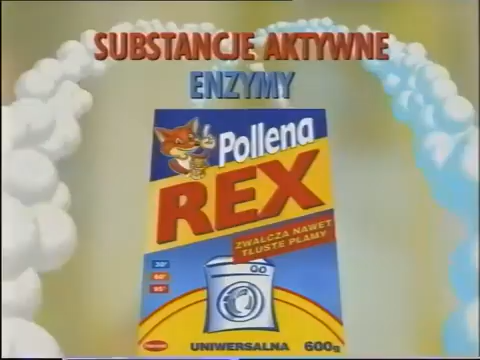 SUBSTANCJE AKTYWNE
ENZYMY
Pollena
REX
ZWALCZA NAWET
TŁUSTE PLAMY
30°
60°
95°
UNIWERSALNA 600g